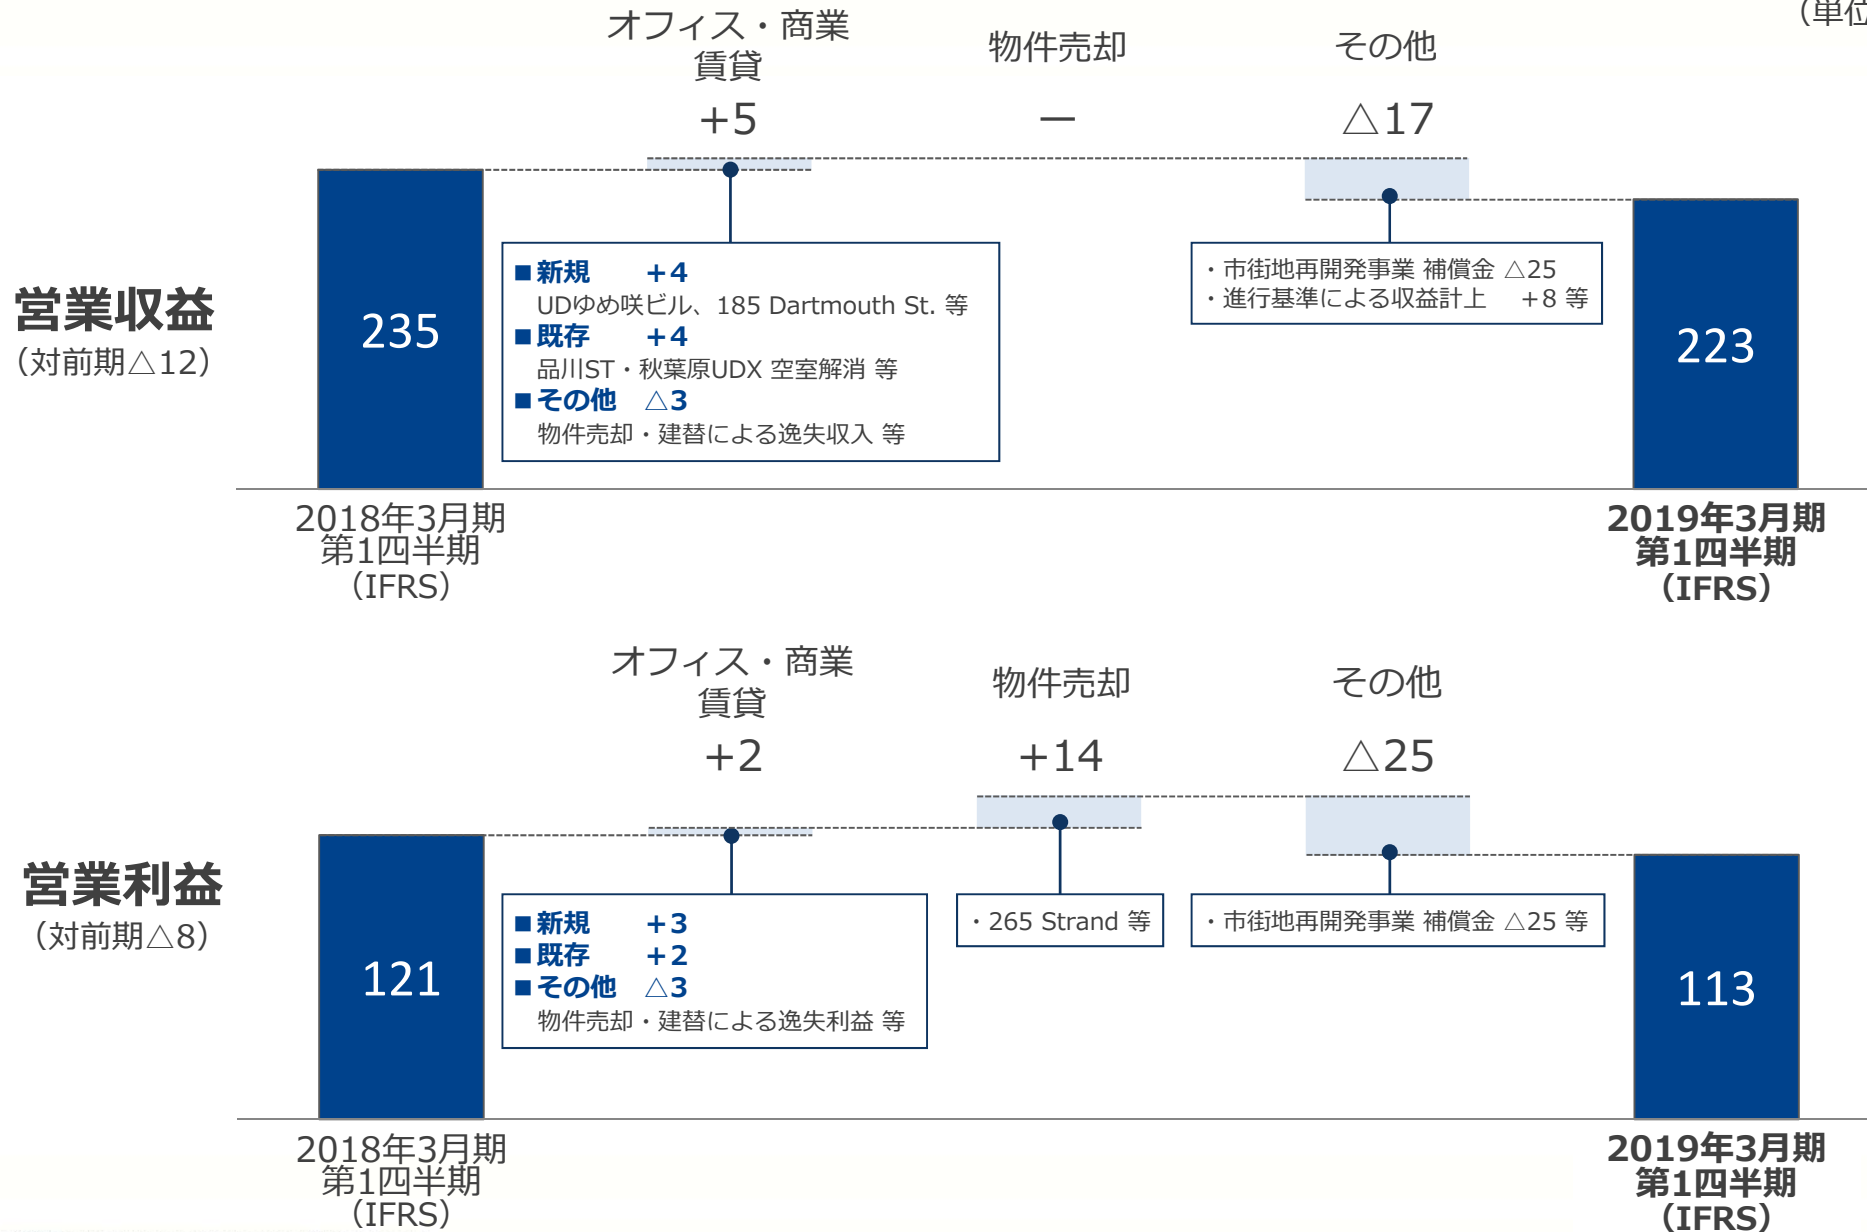 （単位
オフィス・商業
賃貸
物件売却
その他
+5
ー
△17
営業収益
（対前期△12）
235
■新規 +4
UDゆめ咲ビル、185 Dartmouth St. 等
■既存 +4
品川ST・秋葉原UDX 空室解消 等
■その他 △3
物件売却・建替による逸失収入 等
・市街地再開発事業 補償金 △25
・進行基準による収益計上 +8 等
223
2018年3月期
第1四半期
（IFRS）
2019年3月期
第1四半期
（IFRS）
オフィス・商業
賃貸
物件売却
その他
+2
+14
△25
営業利益
（対前期△8）
121
■新規 +3
■既存 +2
■その他 △3
物件売却・建替による逸失利益 等
・265 Strand 等
・市街地再開発事業 補償金 △25 等
113
2018年3月期
第1四半期
（IFRS）
2019年3月期
第1四半期
（IFRS）